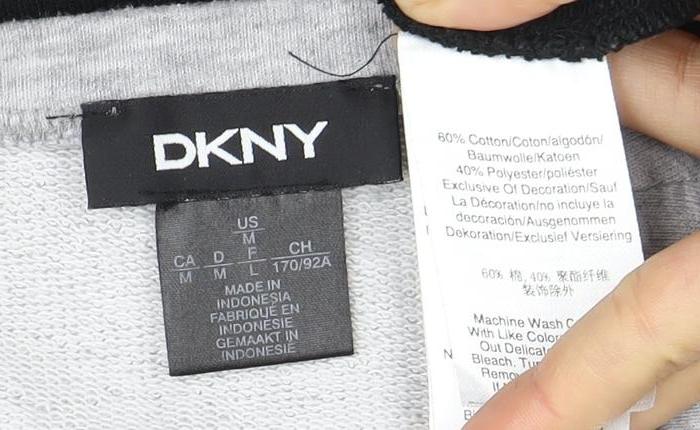 DKNY
US
M
CA
M
D
M
F
L
CH
170/92A
MADE IN
INDONESIA
FABRIQUÉ EN
INDONÉSIE
GEMAAKT IN
INDONESIË
60% Cotton/Coton/algodón/
Baumwolle/Katoen
40% Polyester/poliéster
Exclusive Of Decoration/Sauf
La Décoration/no incluye la
decoración/Ausgenommen
Dekoration/Exclusief Versiering
60% 棉, 40% 聚酯纤维
装饰除外
Machine Wash C
With Like Color
Out Delicat
Bleach. Tu
Remo
If